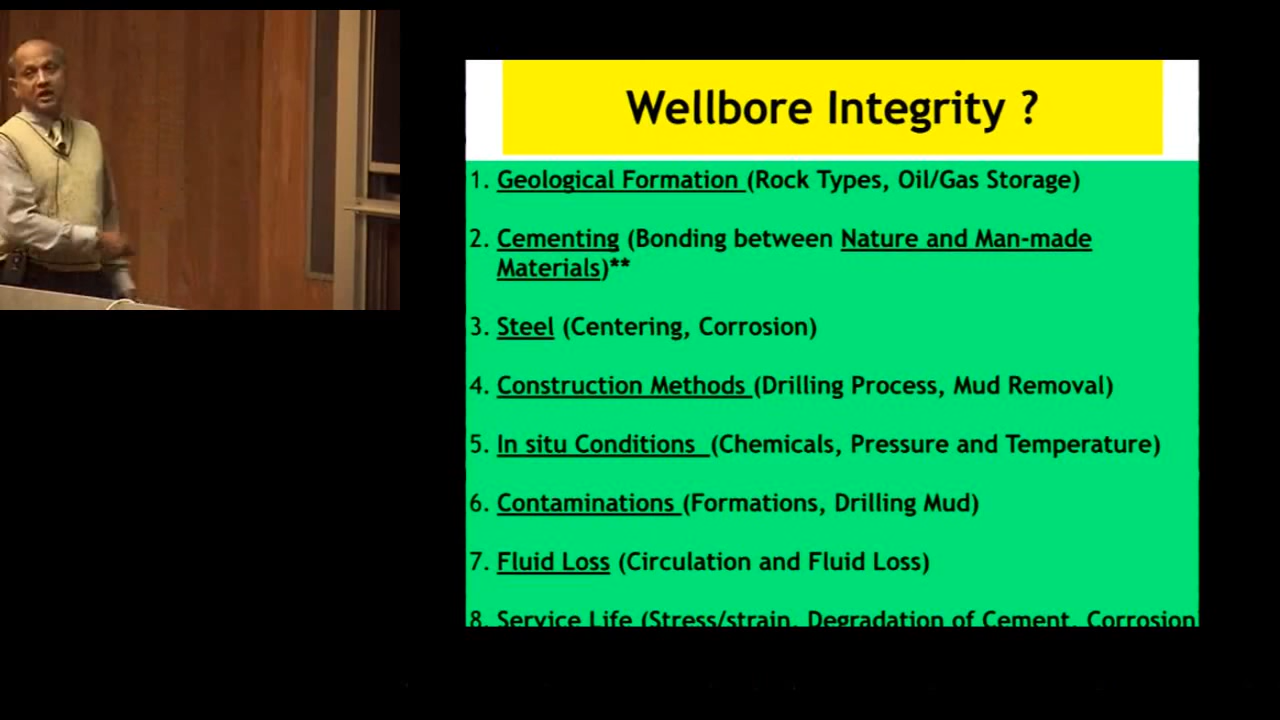 Wellbore Integrity ?
1. Geological Formation (Rock Types, Oil/Gas Storage)
2. Cementing (Bonding between Nature and Man-made
Materials)**
3. Steel (Centering, Corrosion)
4. Construction Methods (Drilling Process, Mud Removal)
5. In situ Conditions (Chemicals, Pressure and Temperature)
6. Contaminations (Formations, Drilling Mud)
7. Fluid Loss (Circulation and Fluid Loss)
8. Service Life (Stress/strain, Degradation of Cement, Corrosion